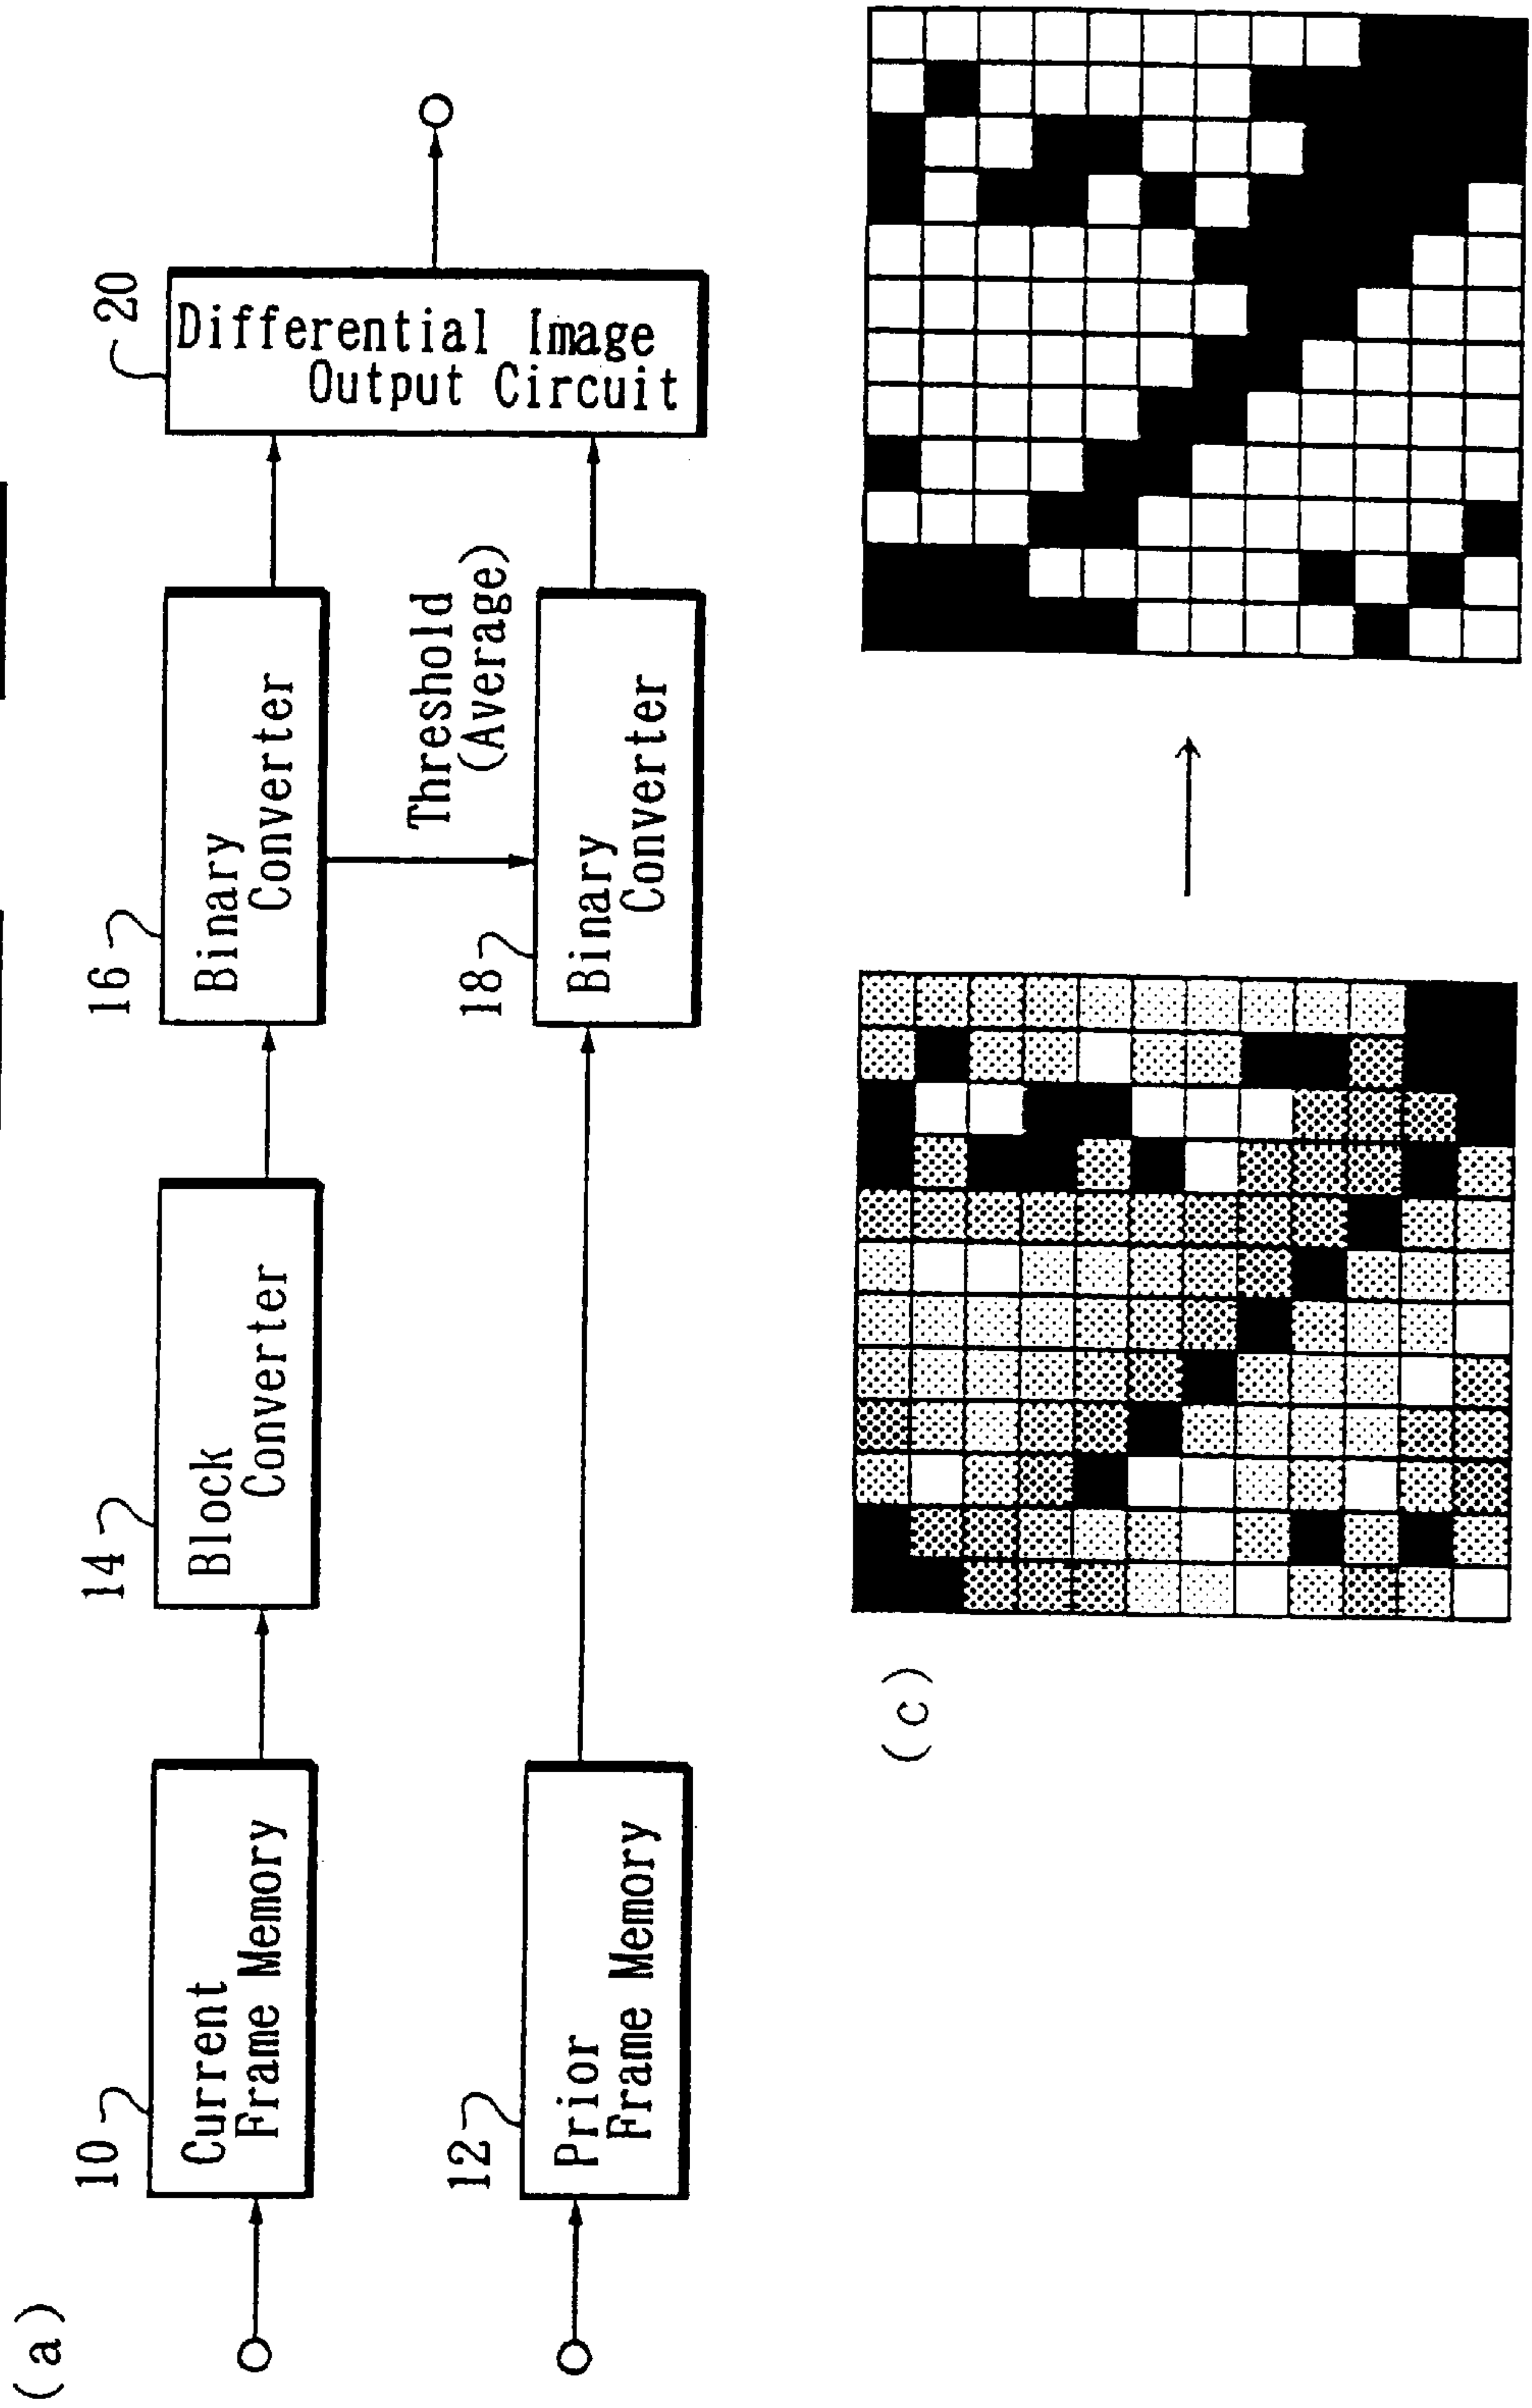 (a)
10
Current
Frame Memory
14
Block
Converter
16
Binary
Converter
20
Differential Image
Output Circuit
Threshold
(Average)
12
Prior
Frame Memory
18
Binary
Converter
(c)